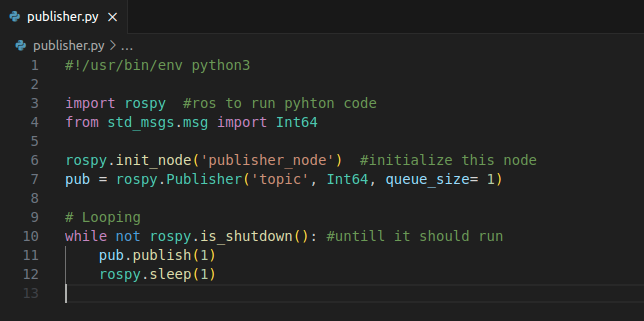 publisher.py ×
publisher.py > ...
1 #!/usr/bin/env python3
2
3 import rospy  #ros to run pyhton code
4 from std_msgs.msg import Int64
5
6 rospy.init_node('publisher_node')  #initialize this node
7 pub = rospy.Publisher('topic', Int64, queue_size= 1)
8
9 # Looping
10 while not rospy.is_shutdown(): #untill it should run
11     pub.publish(1)
12     rospy.sleep(1)
13